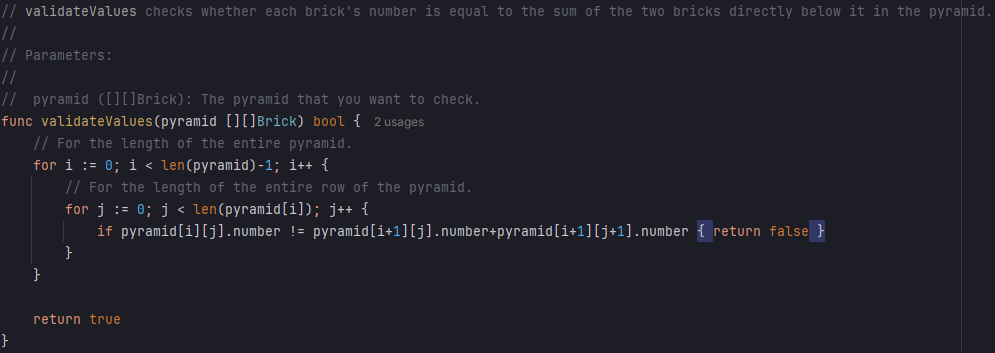 // validateValues checks whether each brick's number is equal to the sum of the two bricks directly below it in the pyramid.
//
// Parameters:
//
//  pyramid ([][]Brick): The pyramid that you want to check.
func validateValues(pyramid [][]Brick) bool {  2 usages
    // For the length of the entire pyramid.
    for i := 0; i < len(pyramid)-1; i++ {
        // For the length of the entire row of the pyramid.
        for j := 0; j < len(pyramid[i]); j++ {
            if pyramid[i][j].number != pyramid[i+1][j].number+pyramid[i+1][j+1].number { return false }
        }
    }

    return true
}